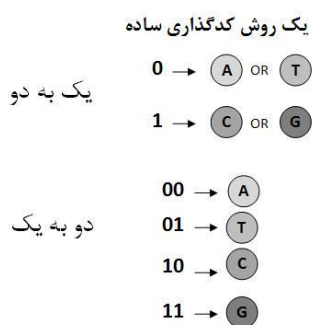 یک روش کدگذاری ساده
0 → A OR T
یک به دو
1 → C OR G
00 → A
01 → T
دو به یک
10 → C
11 → G